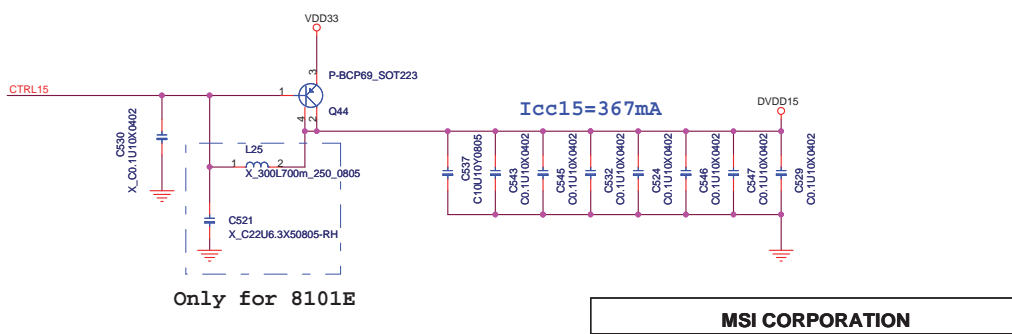 VDD33
3
P-BCP69_SOT223
CTRL15
1
Q44
4
2
Icc15=367mA
DVDD15
C530
X_C0.1U10X0402
L25
1
2
X_300L700m_250_0805
C521
X_C22U6.3X50805-RH
C537
C10U10Y0805
C543
C0.1U10X0402
C545
C0.1U10X0402
C532
C0.1U10X0402
C524
C0.1U10X0402
C546
C0.1U10X0402
C547
C0.1U10X0402
C529
C0.1U10X0402
Only for 8101E
MSI CORPORATION